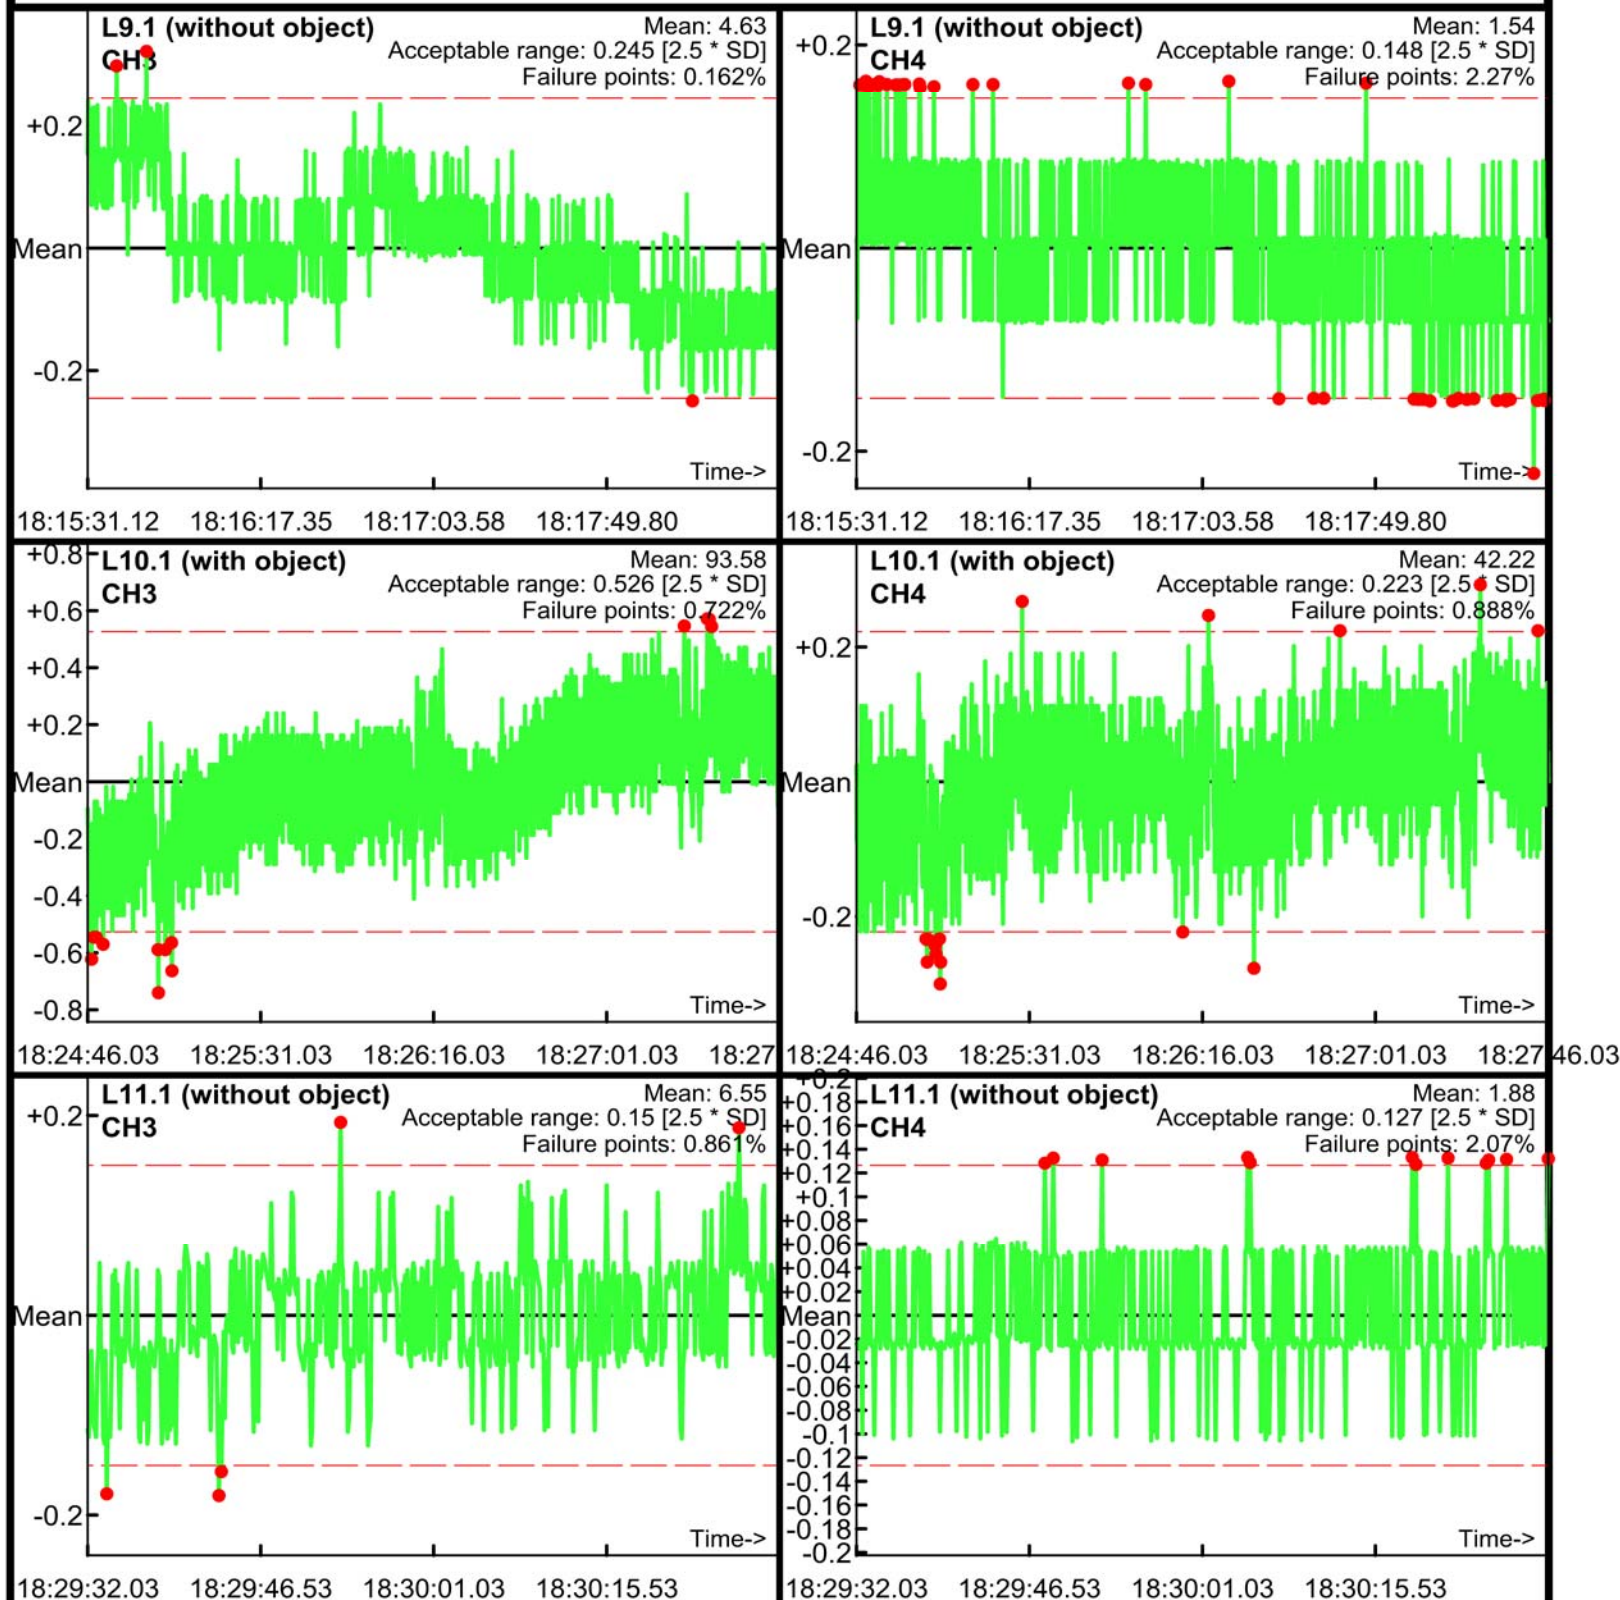 L9.1 (without object)
CH3
Mean: 4.63
Acceptable range: 0.245 [2.5 * SD]
Failure points: 0.162%
+0.2
Mean
-0.2
Time->
18:15:31.12 18:16:17.35 18:17:03.58 18:17:49.80
L9.1 (without object)
CH4
Mean: 1.54
Acceptable range: 0.148 [2.5 * SD]
Failure points: 2.27%
+0.2
Mean
-0.2
Time->
18:15:31.12 18:16:17.35 18:17:03.58 18:17:49.80
L10.1 (with object)
CH3
Mean: 93.58
Acceptable range: 0.526 [2.5 * SD]
Failure points: 0.722%
+0.8
+0.6
+0.4
+0.2
Mean
-0.2
-0.4
-0.6
-0.8
Time->
18:24:46.03 18:25:31.03 18:26:16.03 18:27:01.03 18:27
L10.1 (with object)
CH4
Mean: 42.22
Acceptable range: 0.223 [2.5 * SD]
Failure points: 0.888%
+0.2
Mean
-0.2
Time->
18:24:46.03 18:25:31.03 18:26:16.03 18:27:01.03 18:27:46.03
L11.1 (without object)
CH3
Mean: 6.55
Acceptable range: 0.15 [2.5 * SD]
Failure points: 0.861%
+0.2
Mean
-0.2
Time->
18:29:32.03 18:29:46.53 18:30:01.03 18:30:15.53
L11.1 (without object)
CH4
Mean: 1.88
Acceptable range: 0.127 [2.5 * SD]
Failure points: 2.07%
+0.2
+0.18
+0.16
+0.14
+0.12
+0.1
+0.08
+0.06
+0.04
+0.02
Mean
-0.02
-0.04
-0.06
-0.08
-0.1
-0.12
-0.14
-0.16
-0.18
-0.2
Time->
18:29:32.03 18:29:46.53 18:30:01.03 18:30:15.53